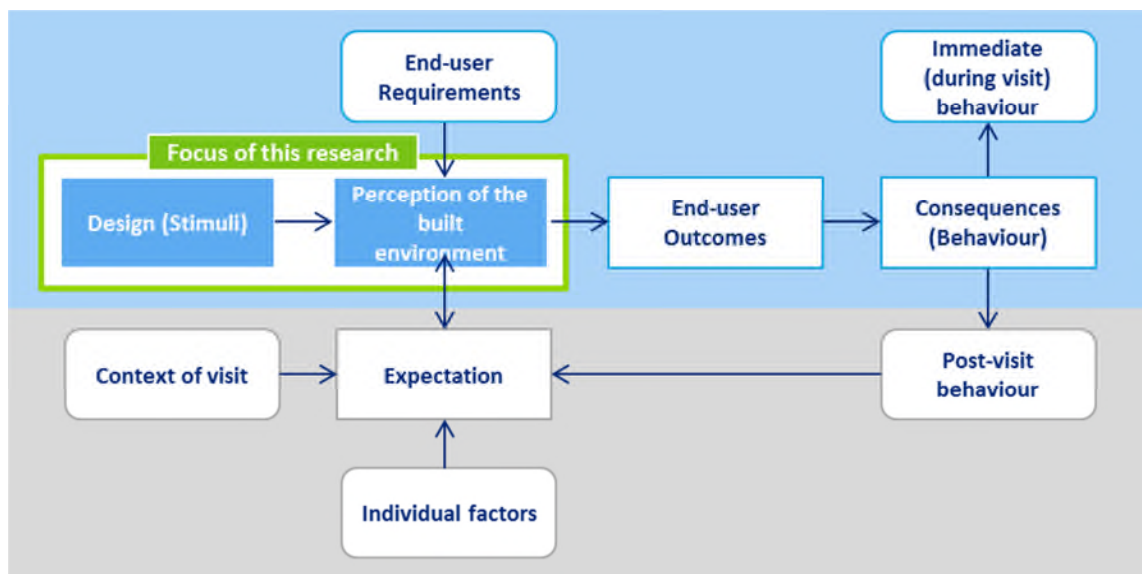 End-user
Requirements
Immediate
(during visit)
behaviour
Focus of this research
Design (Stimuli)
Perception of the
built
environment
End-user
Outcomes
Consequences
(Behaviour)
Context of visit
Expectation
Post-visit
behaviour
Individual factors